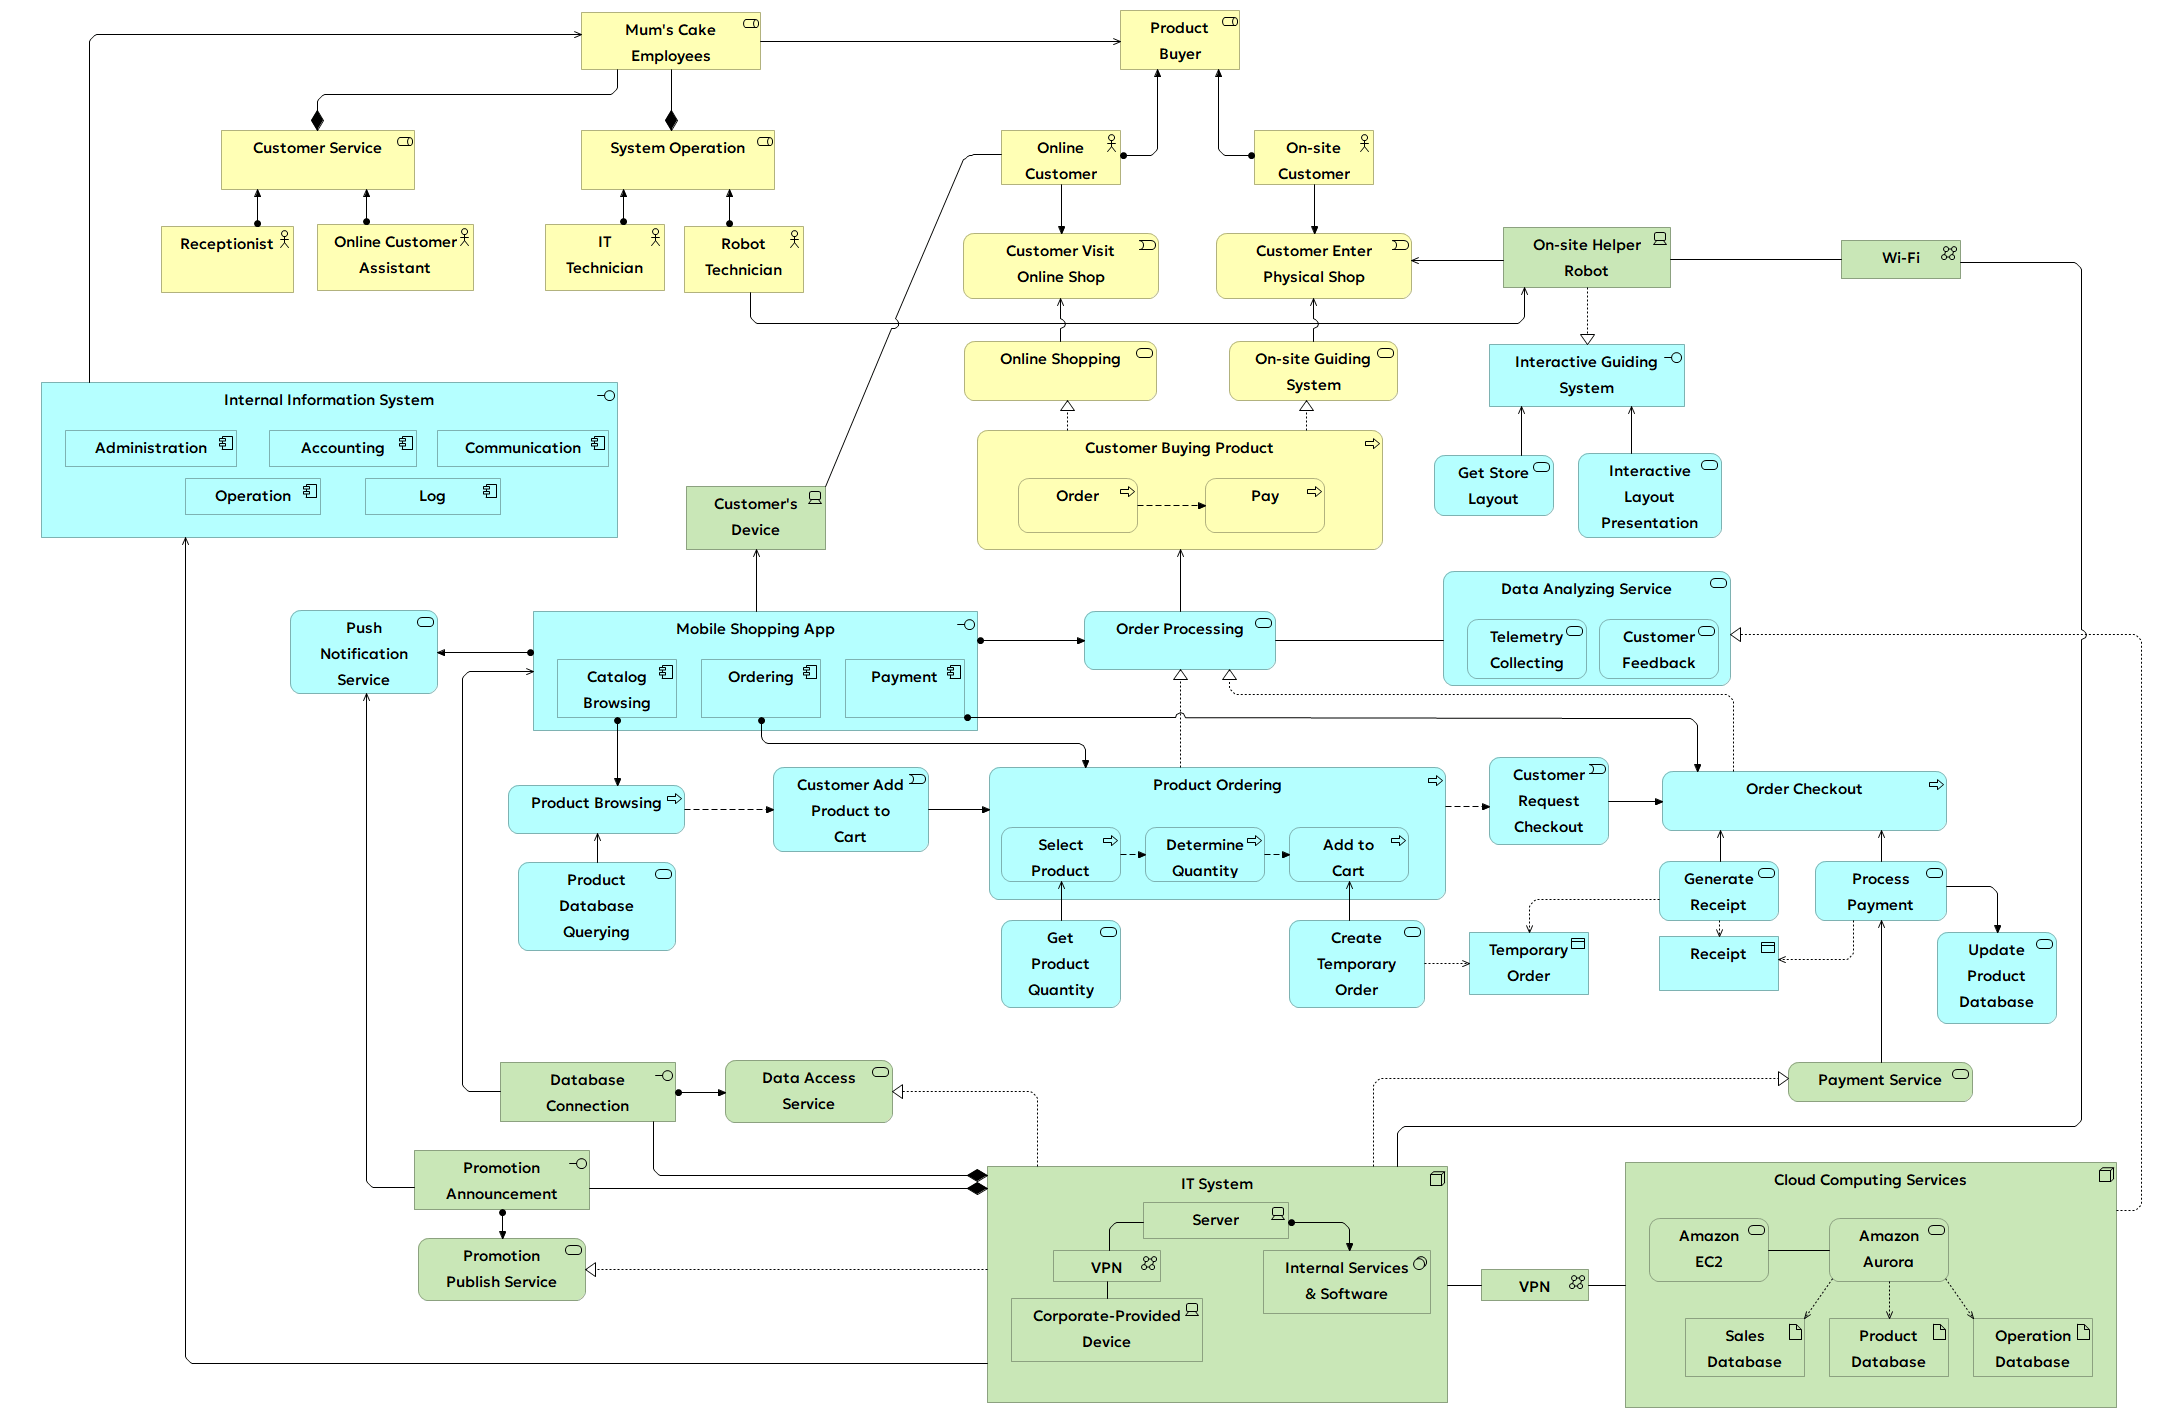 Mum's Cake
Employees
Product
Buyer
Customer Service
System Operation
Online
Customer
On-site
Customer
Receptionist
Online Customer
Assistant
IT
Technician
Robot
Technician
Customer Visit
Online Shop
Customer Enter
Physical Shop
On-site Helper
Robot
Wi-Fi
Online Shopping
On-site Guiding
System
Interactive Guiding
System
Internal Information System
Administration
Accounting
Communication
Operation
Log
Customer Buying Product
Order
Pay
Get Store
Layout
Interactive
Layout
Presentation
Customer's
Device
Push
Notification
Service
Mobile Shopping App
Catalog
Browsing
Ordering
Payment
Order Processing
Data Analyzing Service
Telemetry
Collecting
Customer
Feedback
Product Browsing
Customer Add
Product to
Cart
Product Ordering
Select
Product
Determine
Quantity
Add to
Cart
Customer
Request
Checkout
Order Checkout
Product
Database
Querying
Get
Product
Quantity
Create
Temporary
Order
Temporary
Order
Generate
Receipt
Receipt
Process
Payment
Update
Product
Database
Database
Connection
Data Access
Service
Payment Service
Promotion
Announcement
Promotion
Publish Service
IT System
Server
VPN
Internal Services
& Software
Corporate-Provided
Device
VPN
Cloud Computing Services
Amazon
EC2
Amazon
Aurora
Sales
Database
Product
Database
Operation
Database